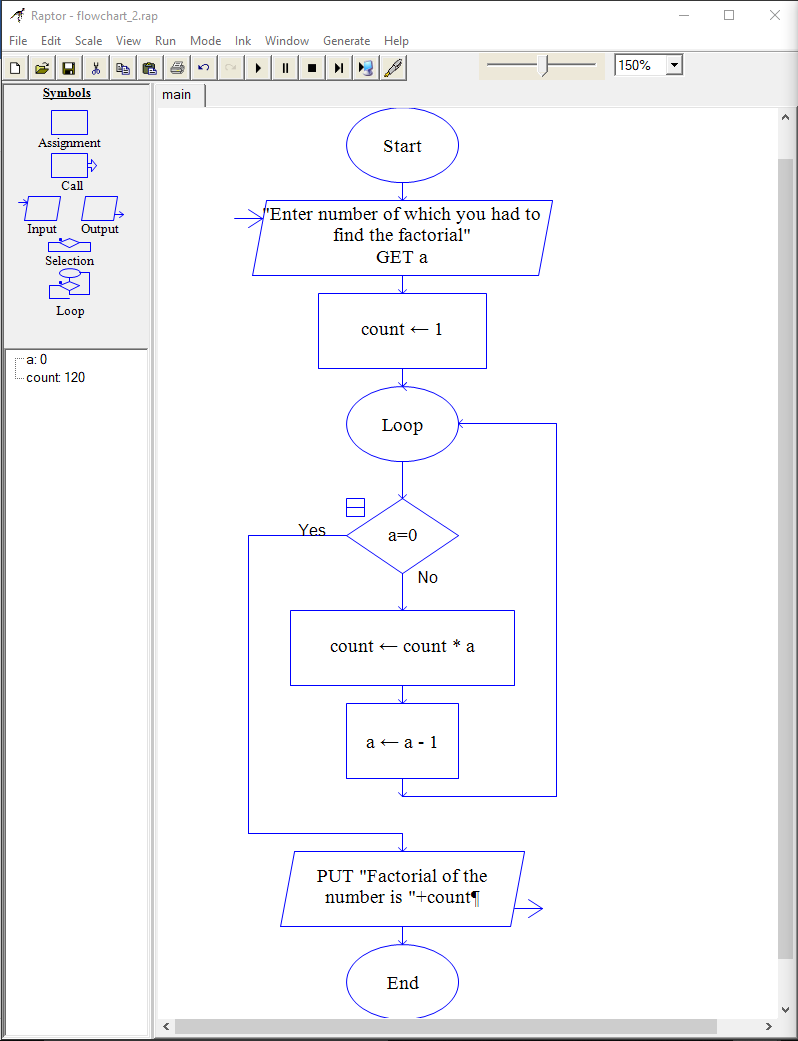 Raptor - flowchart_2.rap
File Edit Scale View Run Mode Ink Window Generate Help
150%
Symbols
Assignment
Call
Input Output
Selection
Loop
a: 0
count: 120
main
Start
"Enter number of which you had to
find the factorial"
GET a
count ← 1
Loop
Yes
a=0
No
count ← count * a
a ← a - 1
PUT "Factorial of the
number is "+count¶
End